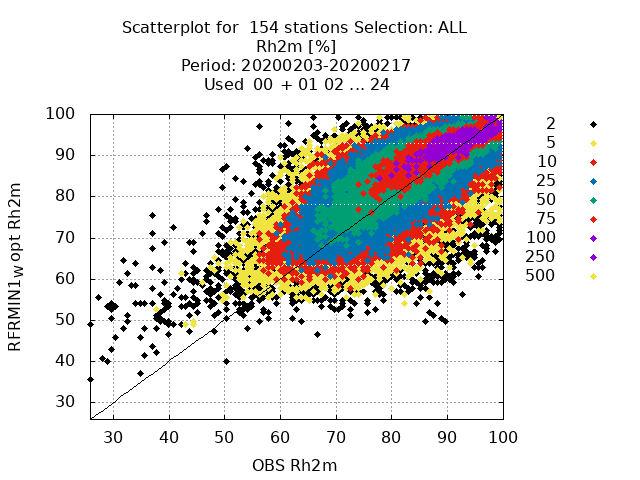 Scatterplot for  154 stations Selection: ALL
Rh2m [%]
Period: 20200203-20200217
Used  00 + 01 02 ... 24
100
90
80
70
60
50
40
30
30 40 50 60 70 80 90 100
RFRMIN1_W opt Rh2m
OBS Rh2m
2
5
10
25
50
75
100
250
500